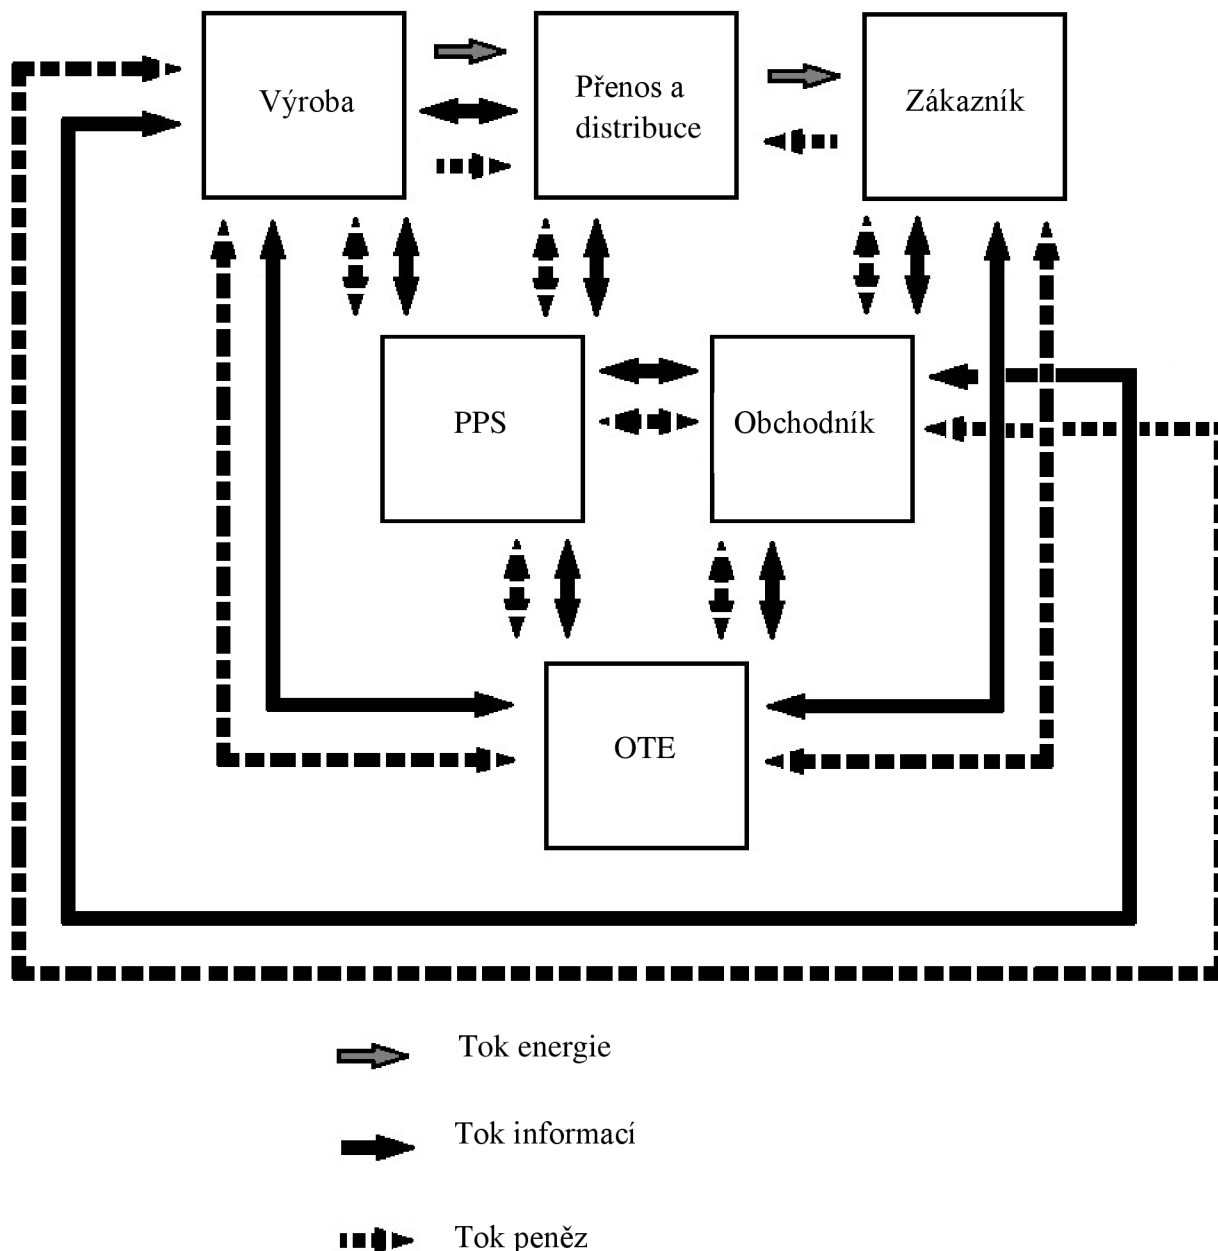 Výroba
Přenos a
distribuce
Zákazník
PPS
Obchodník
OTE
Tok energie
Tok informací
Tok peněz